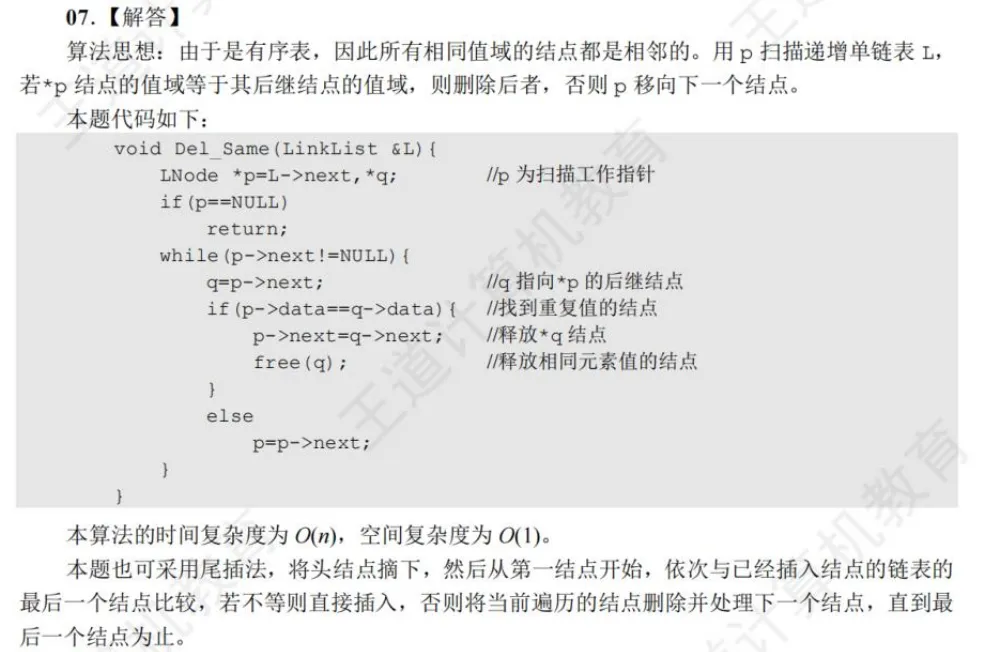 07.【解答】
算法思想：由于是有序表，因此所有相同值域的结点都是相邻的。用 p 扫描递增单链表 L，
若*p 结点的值域等于其后继结点的值域，则删除后者，否则 p 移向下一个结点。
本题代码如下：
void Del_Same(LinkList &L){
LNode *p=L->next,*q; //p 为扫描工作指针
if(p==NULL)
return;
while(p->next!=NULL){
q=p->next; //q 指向*p 的后继结点
if(p->data==q->data){ //找到重复值的结点
p->next=q->next; //释放*q 结点
free(q); //释放相同元素值的结点
}
else
p=p->next;
}
}
本算法的时间复杂度为 O(n)，空间复杂度为 O(1)。
本题也可采用尾插法，将头结点摘下，然后从第一结点开始，依次与已经插入结点的链表的
最后一个结点比较，若不等则直接插入，否则将当前遍历的结点删除并处理下一个结点，直到最
后一个结点为止。
王道计算机教育